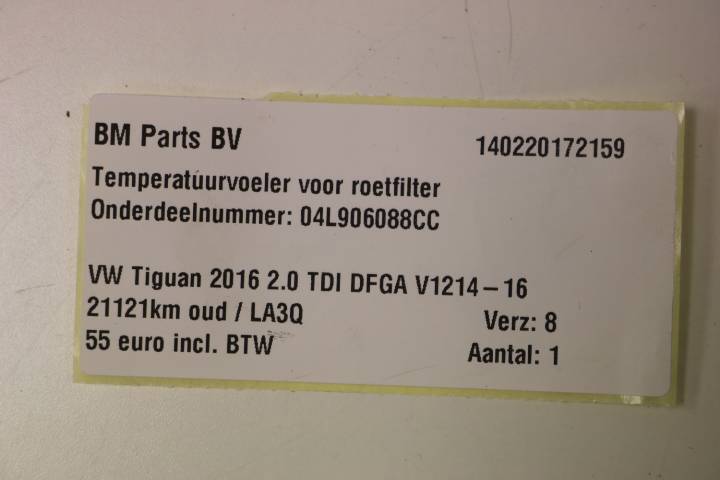 BM Parts BV 140220172159
Temperatuurvoeler voor roetfilter
Onderdeelnummer: 04L906088CC
VW Tiguan 2016 2.0 TDI DFGA V1214-16
21121km oud / LA3Q Verz: 8
55 euro incl. BTW Aantal: 1